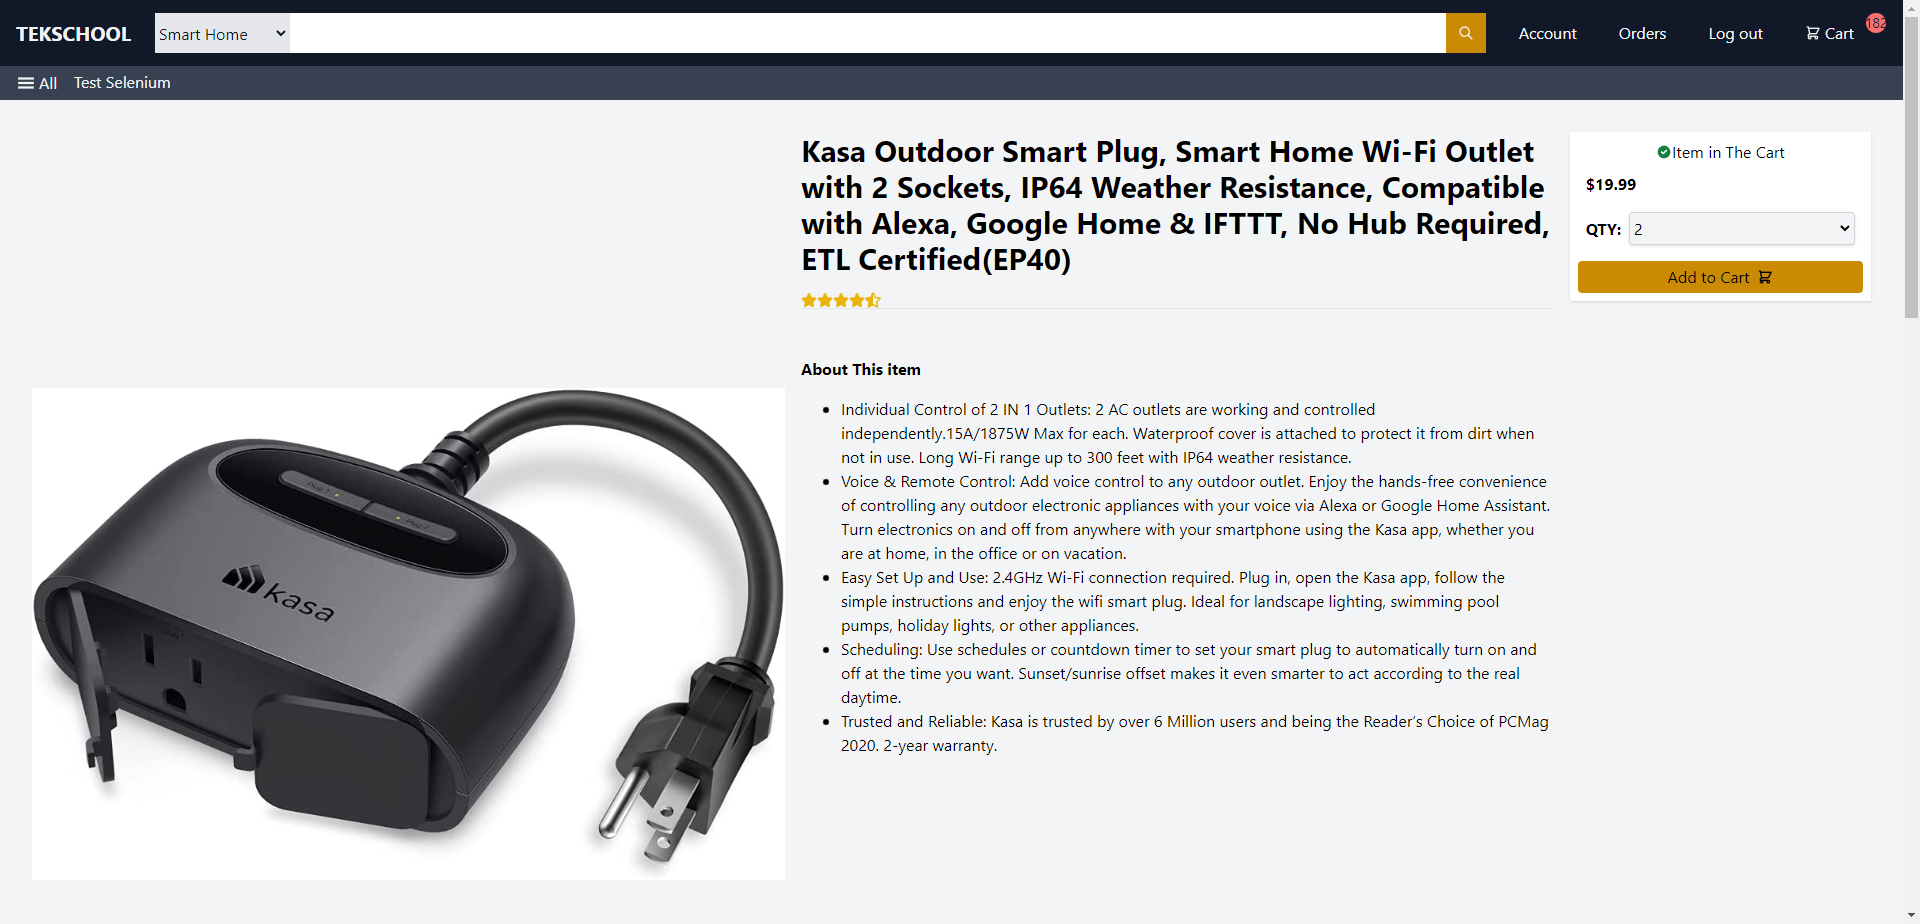 TEKSCHOOL
Smart Home
Account
Orders
Log out
Cart
182
All
Test Selenium
Kasa Outdoor Smart Plug, Smart Home Wi-Fi Outlet
with 2 Sockets, IP64 Weather Resistance, Compatible
with Alexa, Google Home & IFTTT, No Hub Required,
ETL Certified(EP40)
Item in The Cart
$19.99
QTY: 2
Add to Cart
About This item
Individual Control of 2 IN 1 Outlets: 2 AC outlets are working and controlled
independently.15A/1875W Max for each. Waterproof cover is attached to protect it from dirt when
not in use. Long Wi-Fi range up to 300 feet with IP64 weather resistance.
Voice & Remote Control: Add voice control to any outdoor outlet. Enjoy the hands-free convenience
of controlling any outdoor electronic appliances with your voice via Alexa or Google Home Assistant.
Turn electronics on and off from anywhere with your smartphone using the Kasa app, whether you
are at home, in the office or on vacation.
Easy Set Up and Use: 2.4GHz Wi-Fi connection required. Plug in, open the Kasa app, follow the
simple instructions and enjoy the wifi smart plug. Ideal for landscape lighting, swimming pool
pumps, holiday lights, or other appliances.
Scheduling: Use schedules or countdown timer to set your smart plug to automatically turn on and
off at the time you want. Sunset/sunrise offset makes it even smarter to act according to the real
daytime.
Trusted and Reliable: Kasa is trusted by over 6 Million users and being the Reader’s Choice of PCMag
2020. 2-year warranty.
Plug 1
Plug 2
kasa
Plug 1